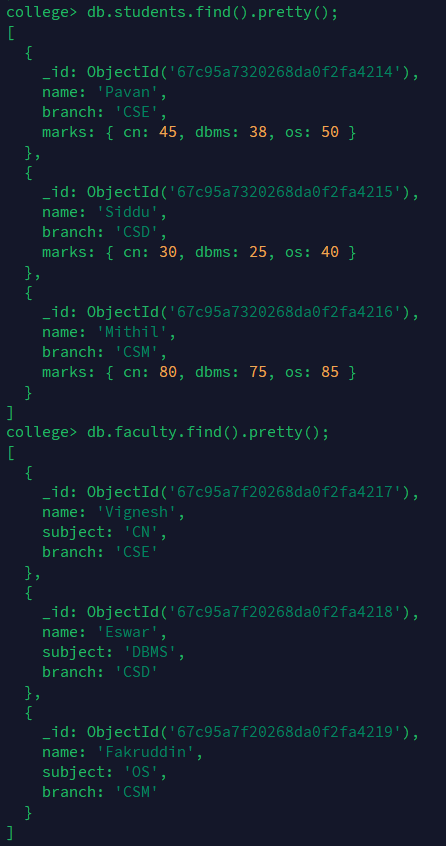 college> db.students.find().pretty();
[
  {
    _id: ObjectId('67c95a7320268da0f2fa4214'),
    name: 'Pavan',
    branch: 'CSE',
    marks: { cn: 45, dbms: 38, os: 50 }
  },
  {
    _id: ObjectId('67c95a7320268da0f2fa4215'),
    name: 'Siddu',
    branch: 'CSD',
    marks: { cn: 30, dbms: 25, os: 40 }
  },
  {
    _id: ObjectId('67c95a7320268da0f2fa4216'),
    name: 'Mithil',
    branch: 'CSM',
    marks: { cn: 80, dbms: 75, os: 85 }
  }
]
college> db.faculty.find().pretty();
[
  {
    _id: ObjectId('67c95a7f20268da0f2fa4217'),
    name: 'Vignesh',
    subject: 'CN',
    branch: 'CSE'
  },
  {
    _id: ObjectId('67c95a7f20268da0f2fa4218'),
    name: 'Eswar',
    subject: 'DBMS',
    branch: 'CSD'
  },
  {
    _id: ObjectId('67c95a7f20268da0f2fa4219'),
    name: 'Fakruddin',
    subject: 'OS',
    branch: 'CSM'
  }
]